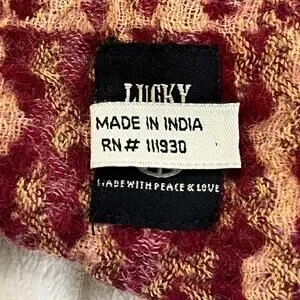 LUCKY
MADE IN INDIA
RN# 111930
MADE WITH PEACE & LOVE